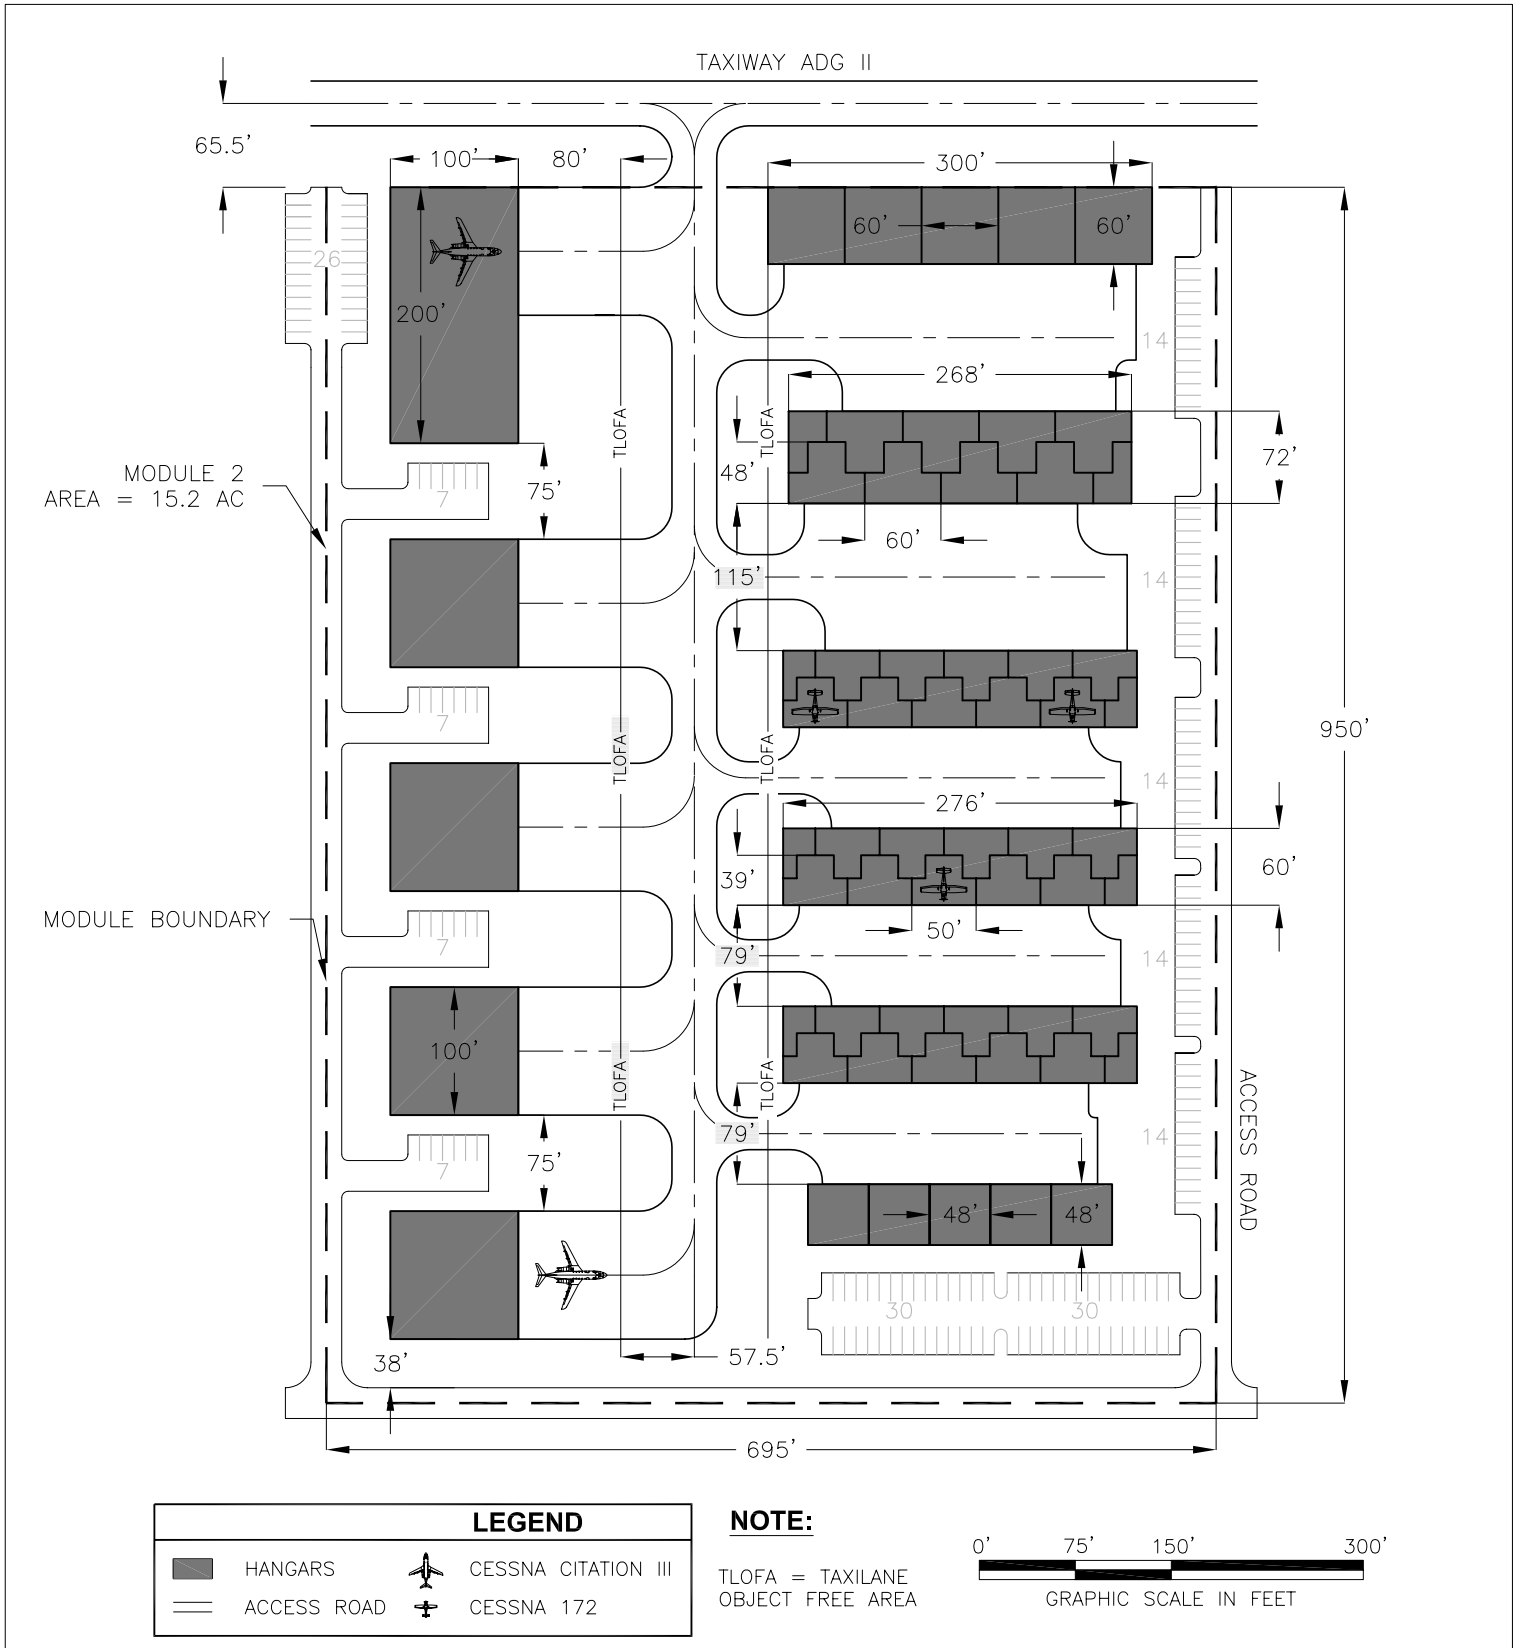 TAXIWAY ADG II
65.5'
100'
80'
300'
60'
60'
26
200'
14
268'
TLOFA
TLOFA
48'
72'
MODULE 2
AREA = 15.2 AC
7
75'
60'
115'
14
7
TLOFA
TLOFA
14
950'
276'
39'
60'
MODULE BOUNDARY
7
50'
79'
14
100'
TLOFA
TLOFA
ACCESS ROAD
7
75'
79'
14
48'
48'
30
30
38'
57.5'
695'
LEGEND
HANGARS
CESSNA CITATION III
ACCESS ROAD
CESSNA 172
NOTE:
TLOFA = TAXILANE
OBJECT FREE AREA
0'
75'
150'
300'
GRAPHIC SCALE IN FEET